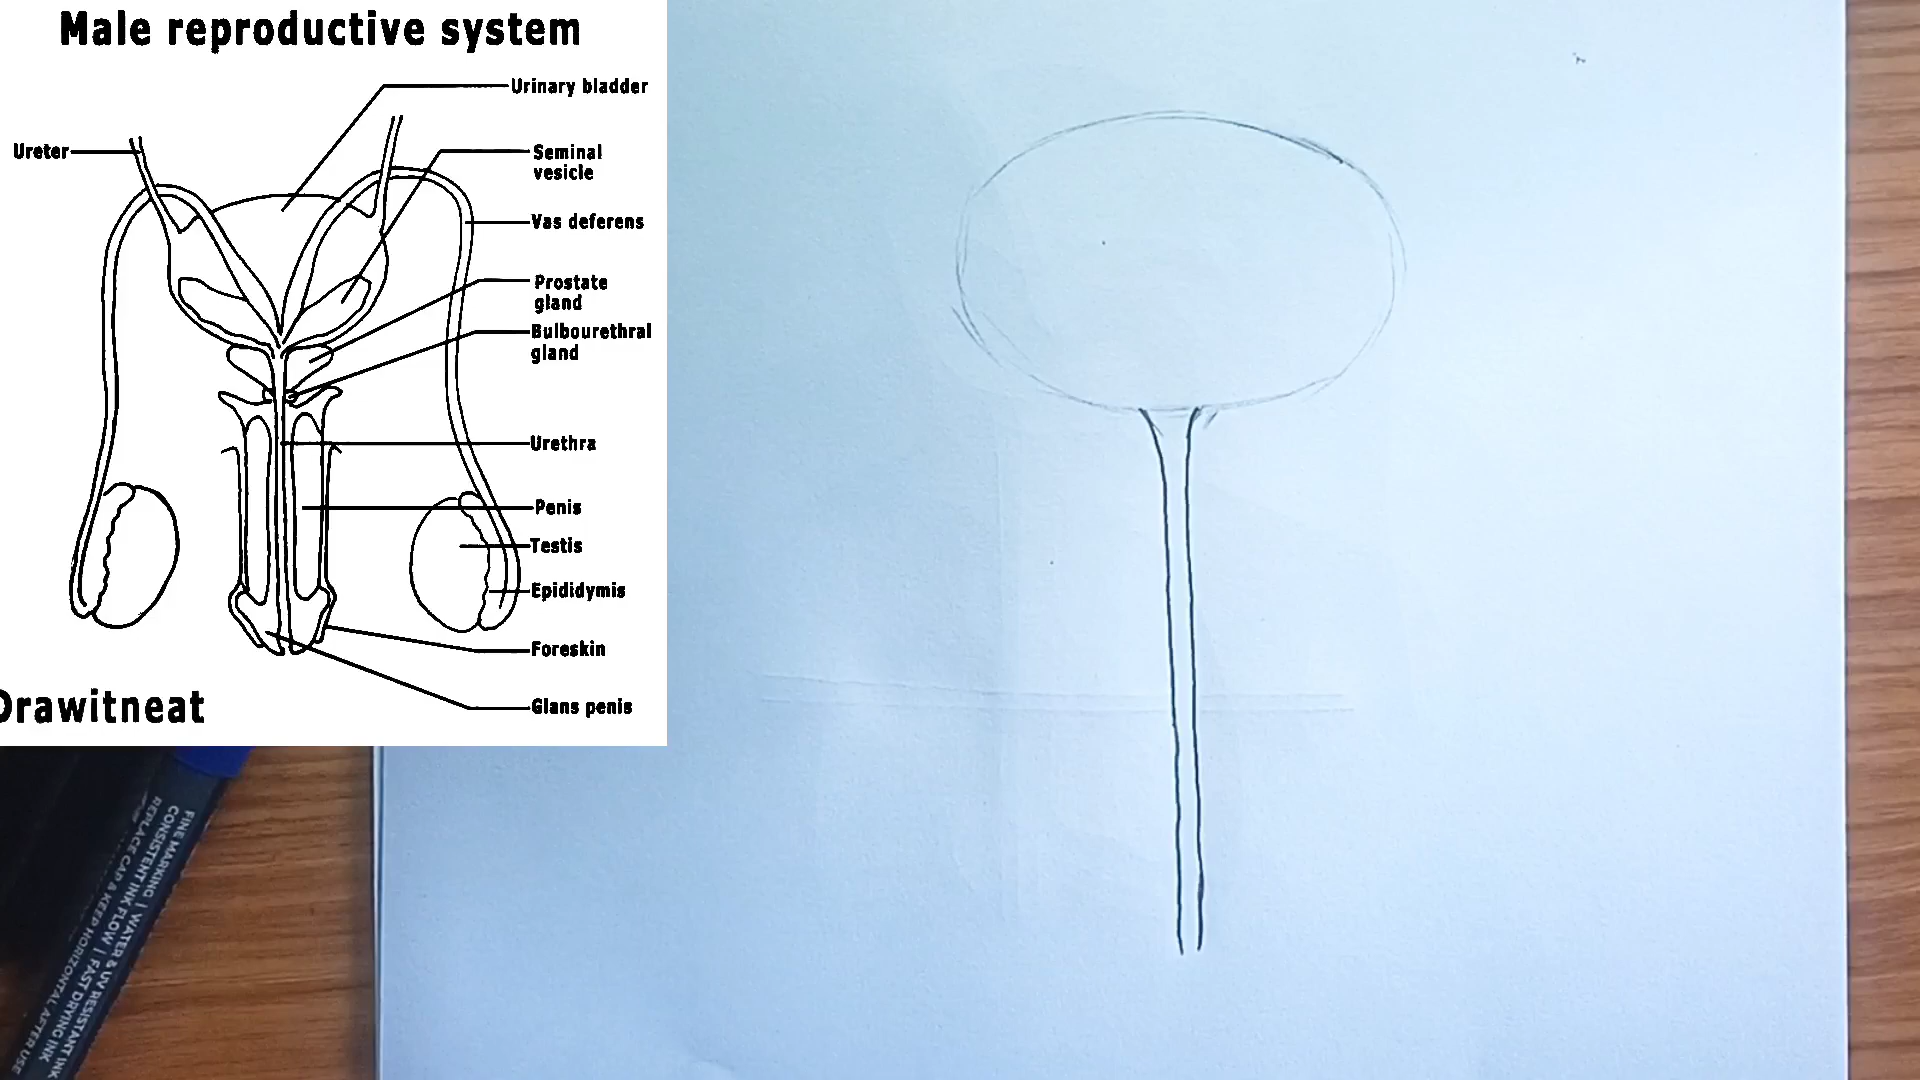 Male reproductive system
Urinary bladder
Ureter
Seminal
vesicle
Vas deferens
Prostate
gland
Bulbourethral
gland
Urethra
Penis
Testis
Epididymis
Foreskin
Glans penis
Drawitneat
FINE MARKING | WATER & UV RESISTANT INK
CONSISTENT INK FLOW | FAST DRYING INK
REPLACE CAP & KEEP HORIZONTAL AFTER USE